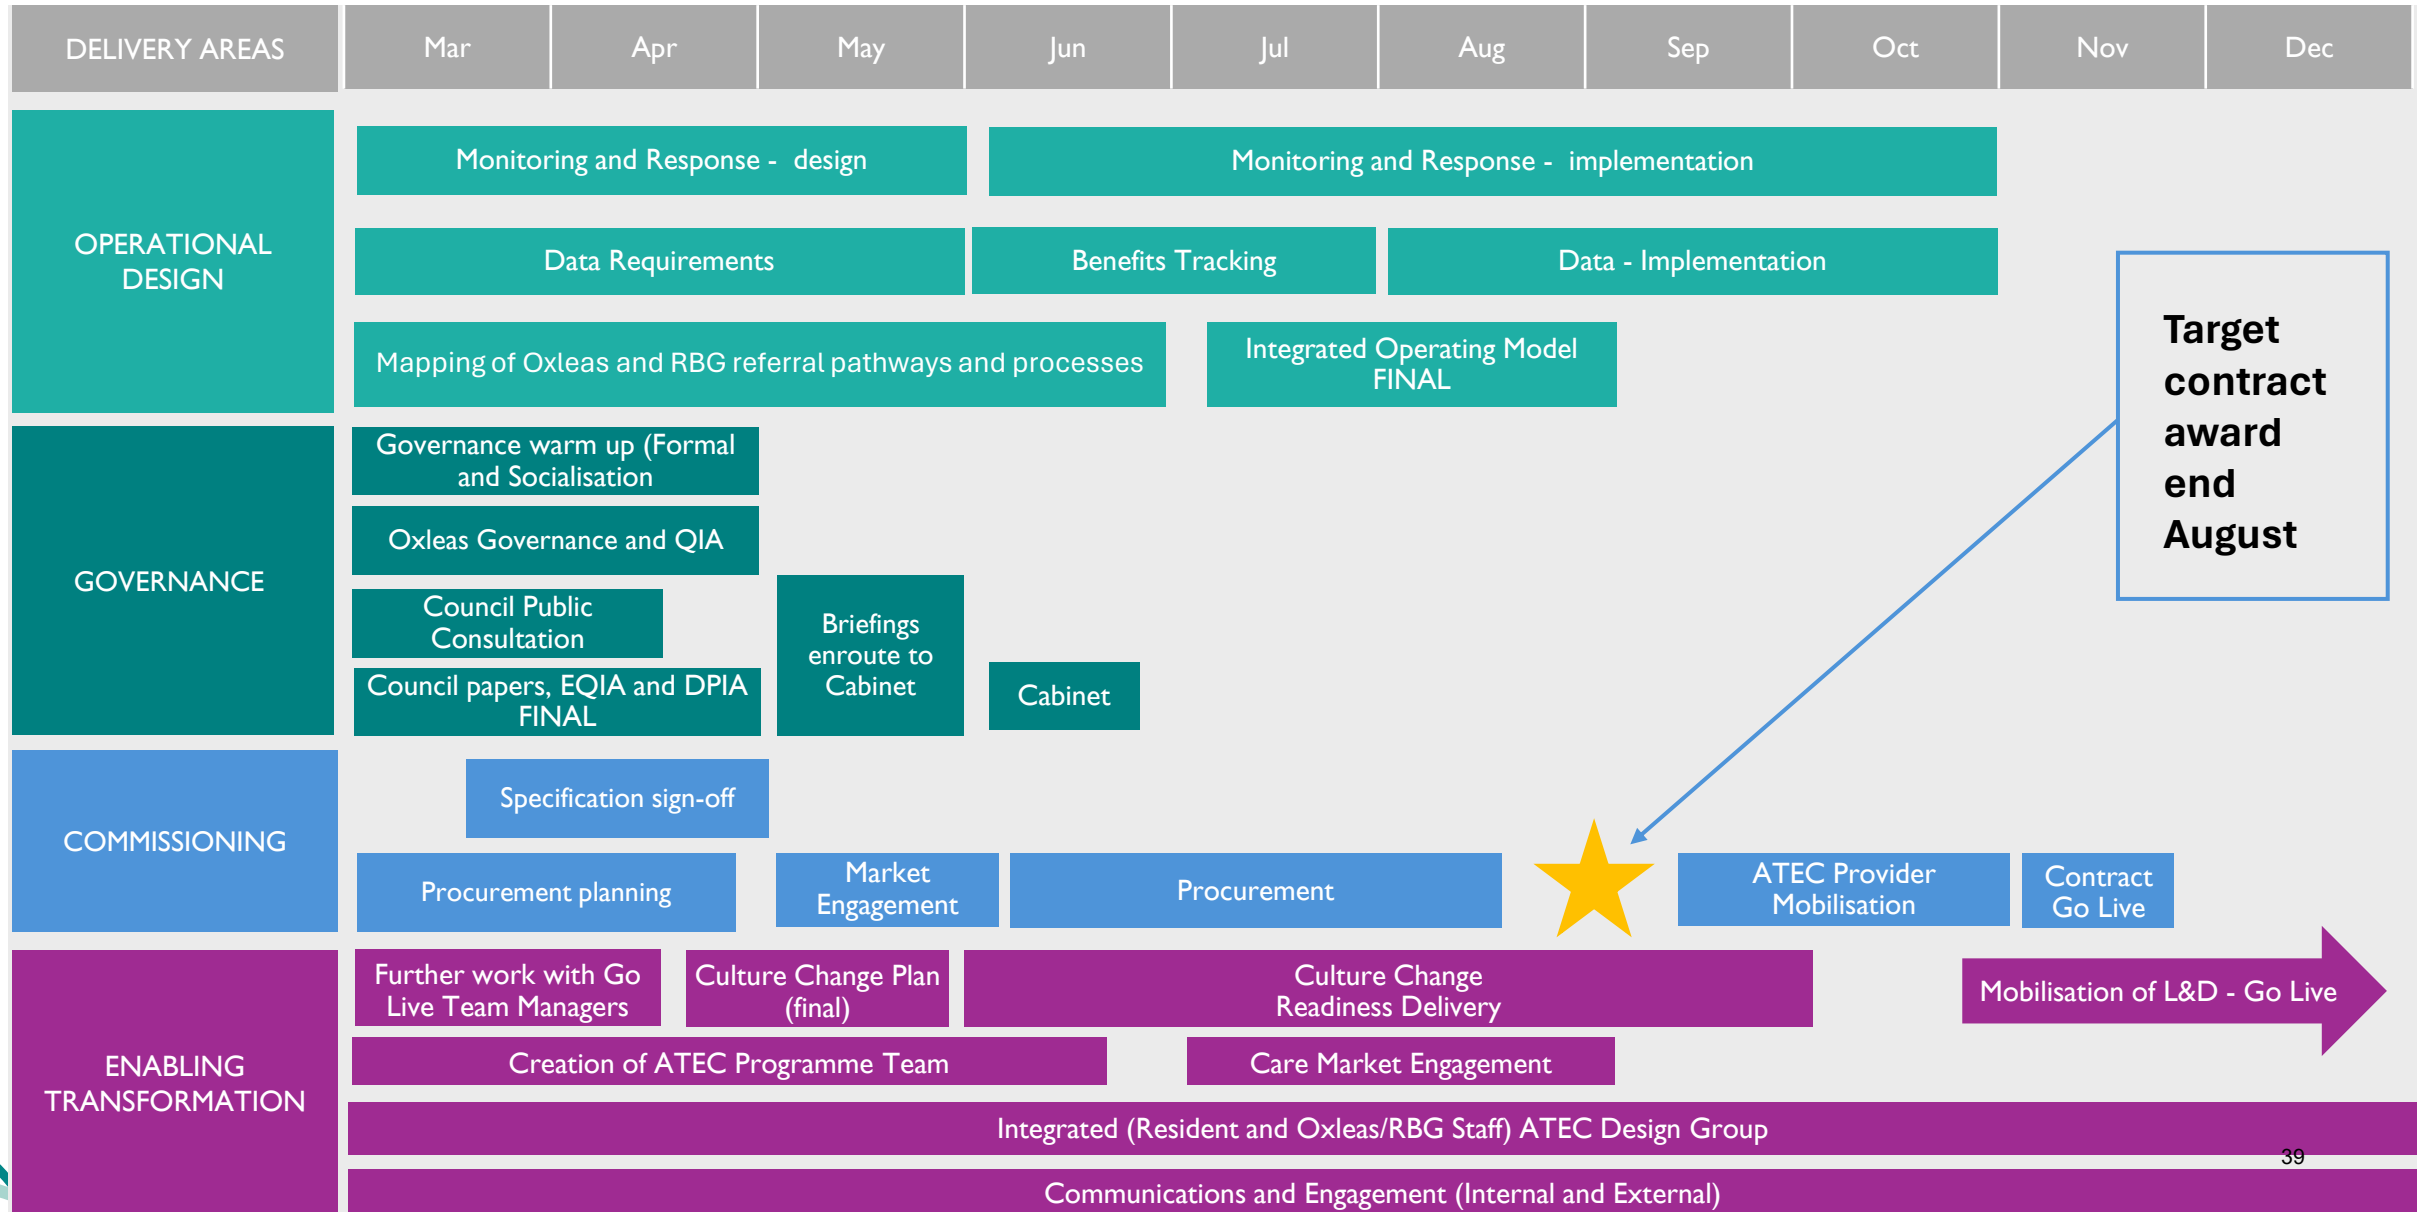 DELIVERY AREAS
Mar
Apr
May
Jun
Jul
Aug
Sep
Oct
Nov
Dec
OPERATIONAL
DESIGN
Monitoring and Response - design
Monitoring and Response - implementation
Data Requirements
Benefits Tracking
Data - Implementation
Mapping of Oxleas and RBG referral pathways and processes
Integrated Operating Model
FINAL
Target
contract
award
end
August
GOVERNANCE
Governance warm up (Formal
and Socialisation
Oxleas Governance and QIA
Council Public
Consultation
Council papers, EQIA and DPIA
FINAL
Briefings
enroute to
Cabinet
Cabinet
COMMISSIONING
Specification sign-off
Procurement planning
Market
Engagement
Procurement
ATEC Provider
Mobilisation
Contract
Go Live
ENABLING
TRANSFORMATION
Further work with Go
Live Team Managers
Culture Change Plan
(final)
Culture Change
Readiness Delivery
Mobilisation of L&D - Go Live
Creation of ATEC Programme Team
Care Market Engagement
Integrated (Resident and Oxleas/RBG Staff) ATEC Design Group
39
Communications and Engagement (Internal and External)